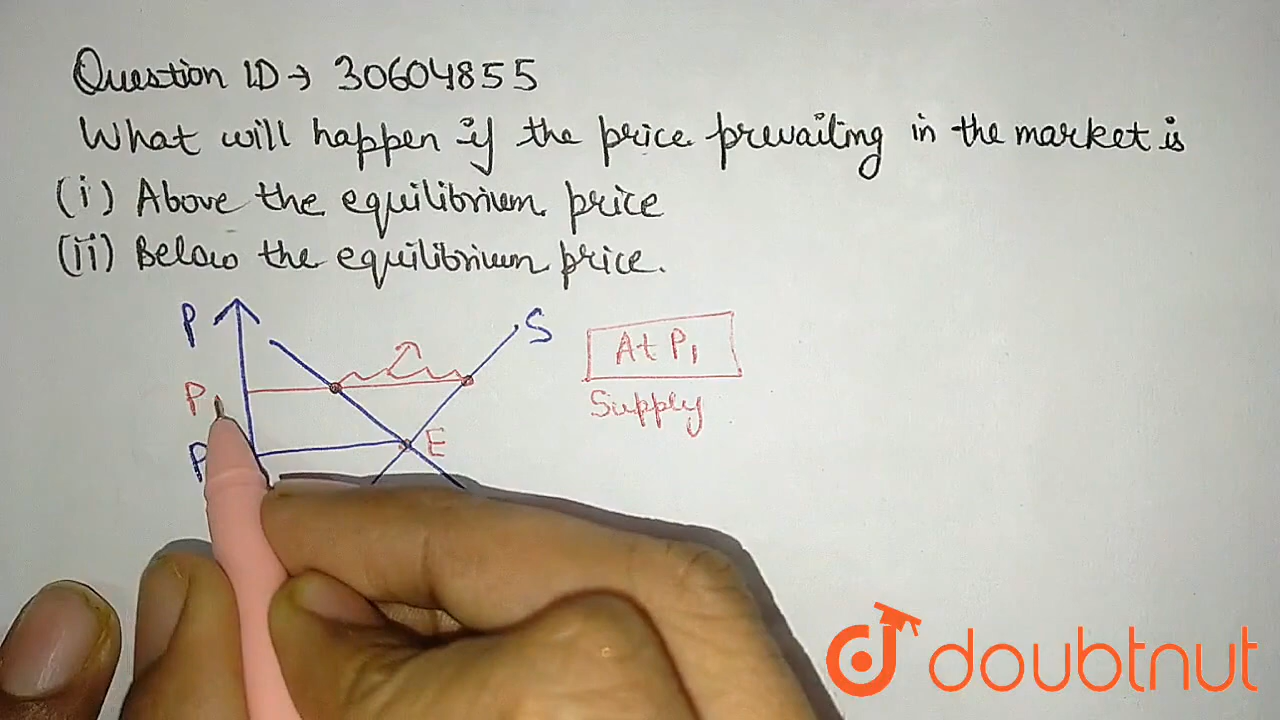 Question ID → 30604855
What will happen if the price prevailing in the market is
(i) Above the equilibrium price
(ii) Below the equilibrium price.
P
S
At P1
P
Supply
E
P
doubtnut